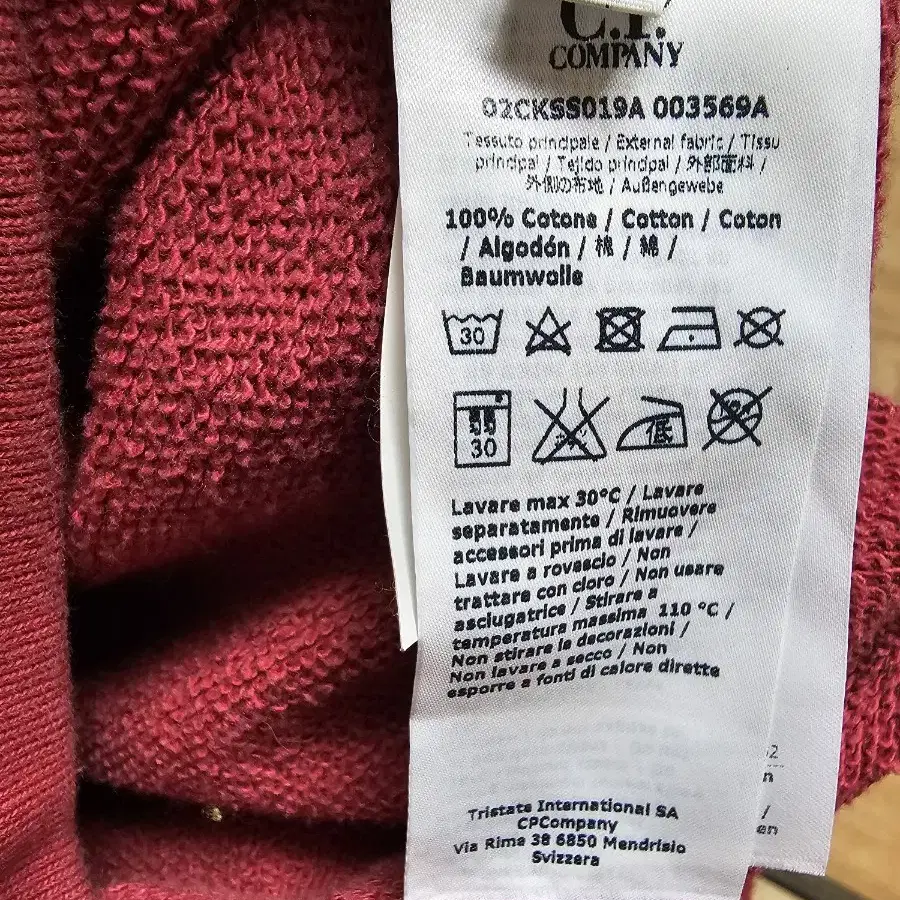 C.P.
COMPANY
02CKSS019A 003569A
Tessuto principale / External fabric / Tissu
principal / Tejido principal / 外部面料 /
外側の布地 / Außengewebe
100% Cotone / Cotton / Coton
/ Algodón / 棉 / 綿 /
Baumwolle
30
30
低
Lavare max 30°C / Lavare
separatamente / Rimuovere
accessori prima di lavare /
Lavare a rovescio / Non
trattare con cloro / Non usare
asciugatrice / Stirare a
temperatura massima 110 °C /
Non stirare le decorazioni /
Non lavare a secco / Non
esporre a fonti di calore dirette
Tristate International SA
CPCompany
Via Rima 38 6850 Mendrisio
Svizzera